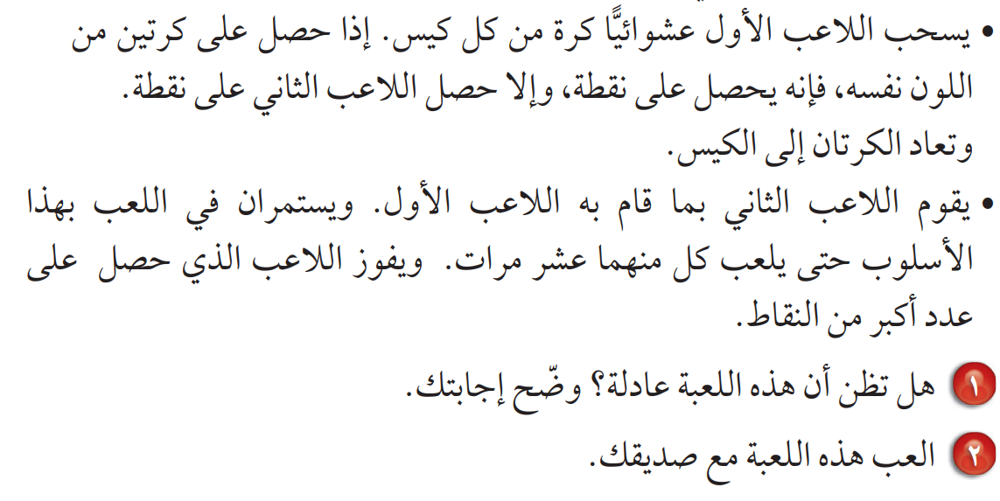 • يسحب اللاعب الأول عشوائيًّا كرة من كل كيس. إذا حصل على كرتين من
اللون نفسه، فإنه يحصل على نقطة، وإلا حصل اللاعب الثاني على نقطة.
وتعاد الكرتان إلى الكيس.
• يقوم اللاعب الثاني بما قام به اللاعب الأول. ويستمران في اللعب بهذا
الأسلوب حتى يلعب كل منهما عشر مرات. ويفوز اللاعب الذي حصل على
عدد أكبر من النقاط.
١ هل تظن أن هذه اللعبة عادلة؟ وضّح إجابتك.
٢ العب هذه اللعبة مع صديقك.